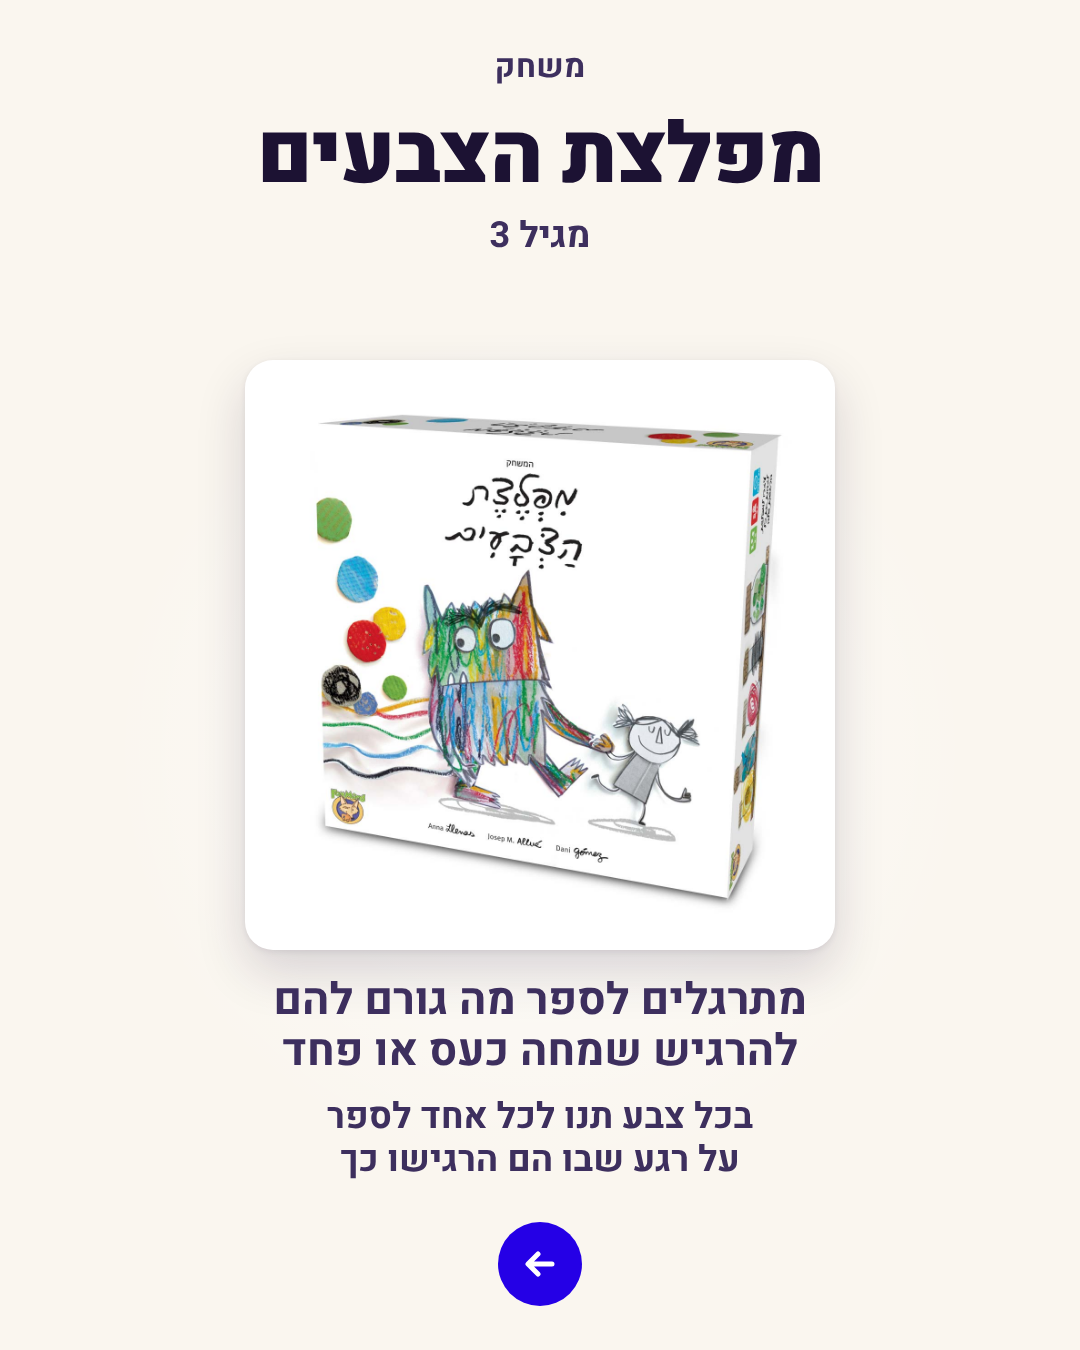 משחק
מפלצת הצבעים
מגיל 3
המשחק
מִפְלֶצֶת
הַצְּבָעִים
Anna Llenas Josep M. Allué Dani Gómez
מתרגלים לספר מה גורם להם
להרגיש שמחה כעס או פחד
בכל צבע תנו לכל אחד לספר
על רגע שבו הם הרגישו כך